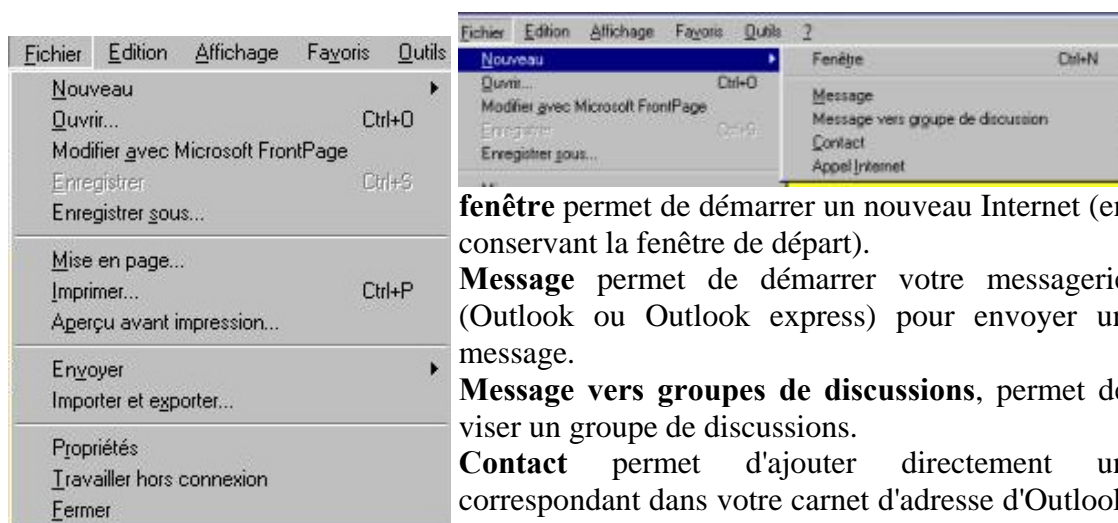 Fichier Edition Affichage Favoris Outils
Nouveau
Ouvrir... Ctrl+O
Modifier avec Microsoft FrontPage
Enregistrer Ctrl+S
Enregistrer sous...
Mise en page...
Imprimer... Ctrl+P
Aperçu avant impression...
Envoyer
Importer et exporter...
Propriétés
Travailler hors connexion
Fermer
Fichier Edition Affichage Favoris Outils ?
Nouveau
Ouvrir... Ctrl+O
Modifier avec Microsoft FrontPage
Enregistrer Ctrl+S
Enregistrer sous...
Fenêtre Ctrl+N
Message
Message vers groupe de discussion
Contact
Appel Internet
fenêtre permet de démarrer un nouveau Internet (en
conservant la fenêtre de départ).
Message permet de démarrer votre messagerie
(Outlook ou Outlook express) pour envoyer un
message.
Message vers groupes de discussions, permet de
viser un groupe de discussions.
Contact permet d'ajouter directement un
correspondant dans votre carnet d'adresse d'Outlook